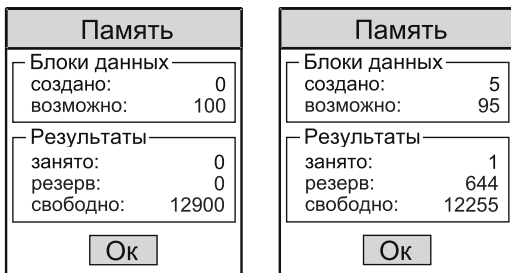 Память
Блоки данных
создано: 0
возможно: 100
Результаты
занято: 0
резерв: 0
свободно: 12900
Ок
Память
Блоки данных
создано: 5
возможно: 95
Результаты
занято: 1
резерв: 644
свободно: 12255
Ок